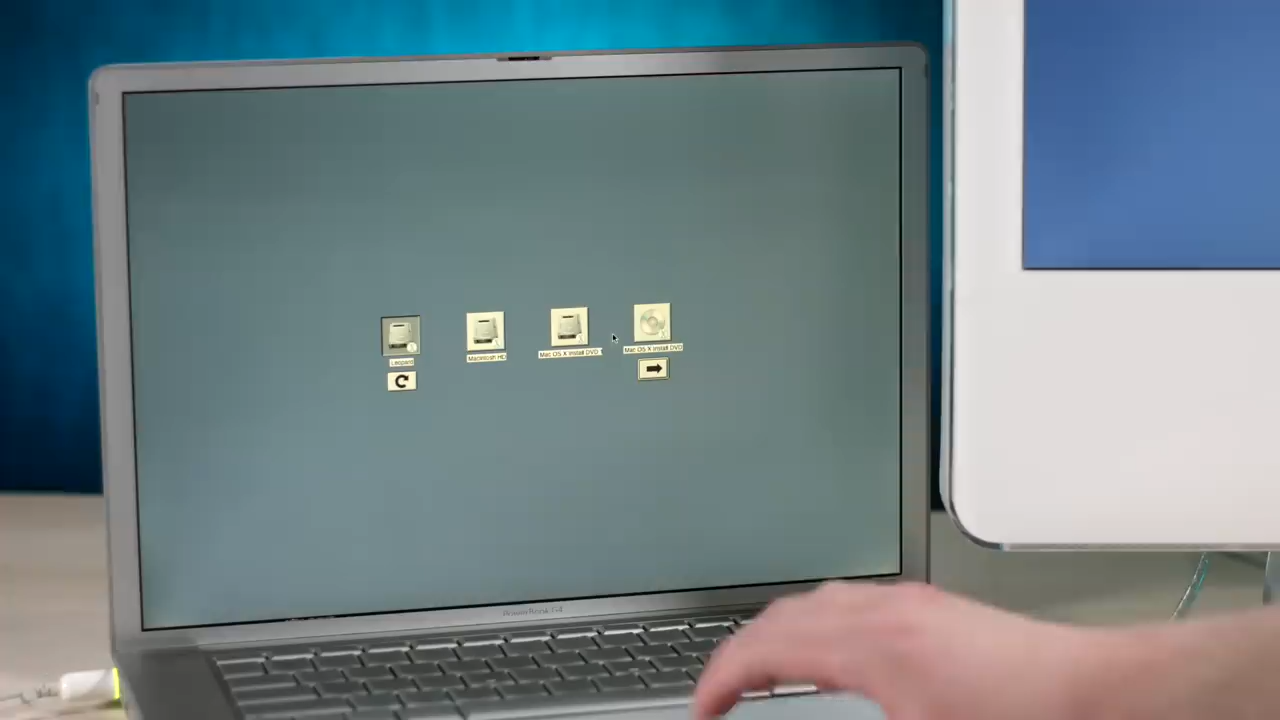 Leopard
Macintosh HD
Mac OS X Install DVD
Mac OS X Install DVD
PowerBook G4